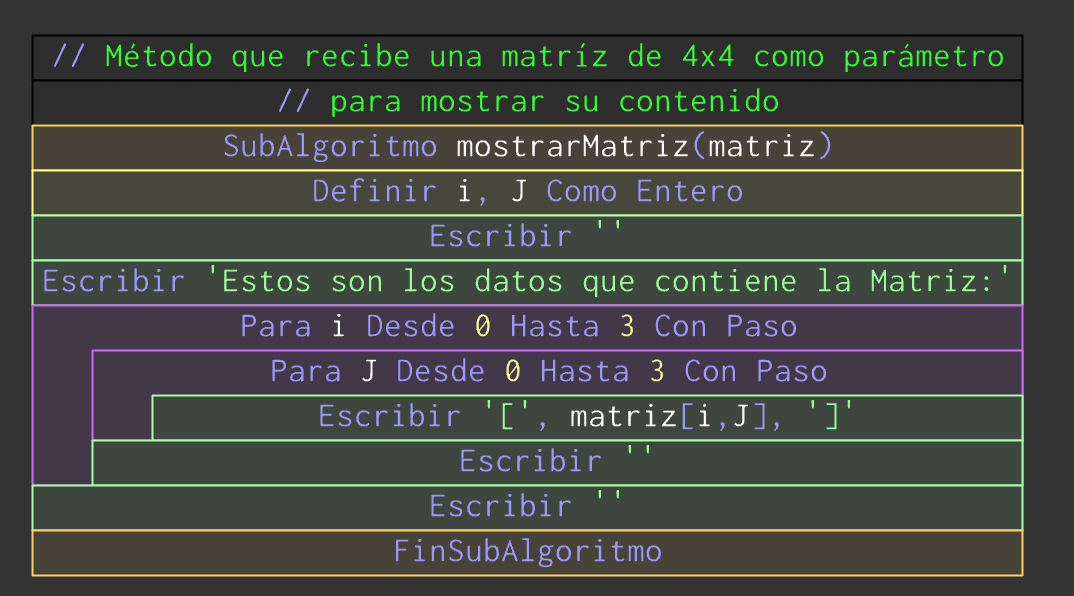 // Método que recibe una matríz de 4x4 como parámetro
// para mostrar su contenido
SubAlgoritmo mostrarMatriz(matriz)
Definir i, J Como Entero
Escribir ''
Escribir 'Estos son los datos que contiene la Matriz:'
Para i Desde 0 Hasta 3 Con Paso
Para J Desde 0 Hasta 3 Con Paso
Escribir '[', matriz[i,J], ']'
Escribir ''
Escribir ''
FinSubAlgoritmo